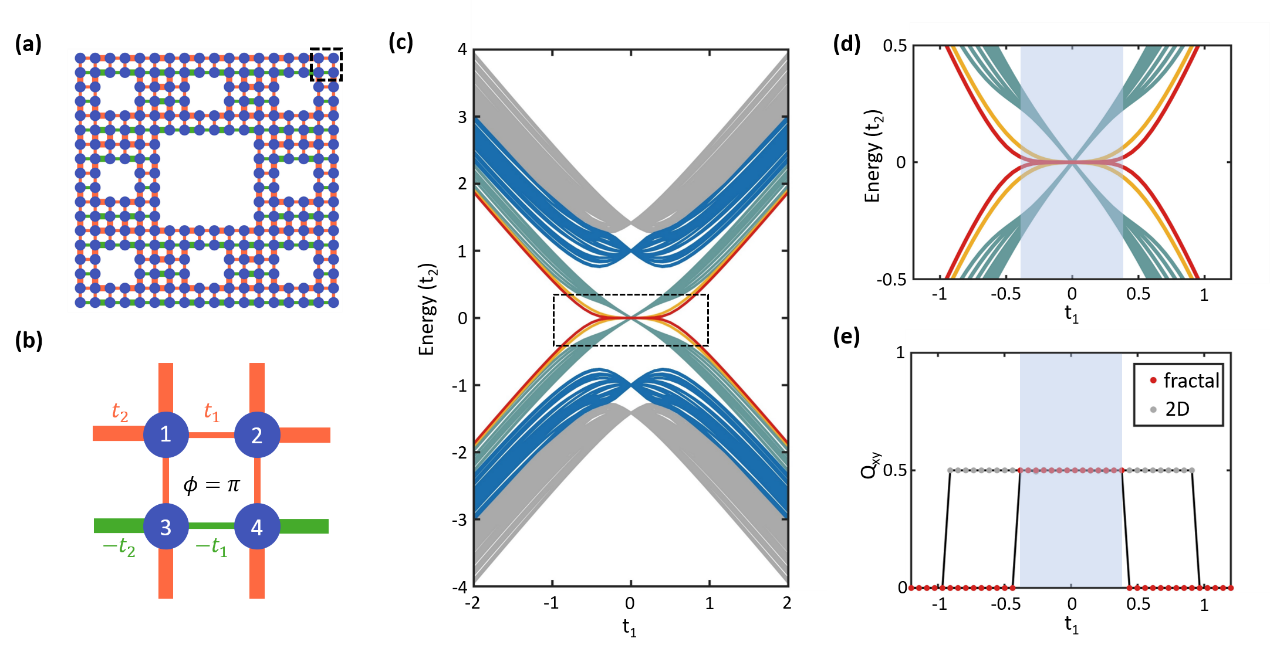 (a)
(b)
t₂
t₁
1
2
ϕ = π
3
4
−t₂
−t₁
(c)
Energy (t₂)
4
3
2
1
0
-1
-2
-3
-4
-2
-1
0
1
2
t₁
(d)
Energy (t₂)
0.5
0
-0.5
-1
-0.5
0
0.5
1
t₁
(e)
Qxy
1
0.5
0
fractal
2D
-1
-0.5
0
0.5
1
t₁